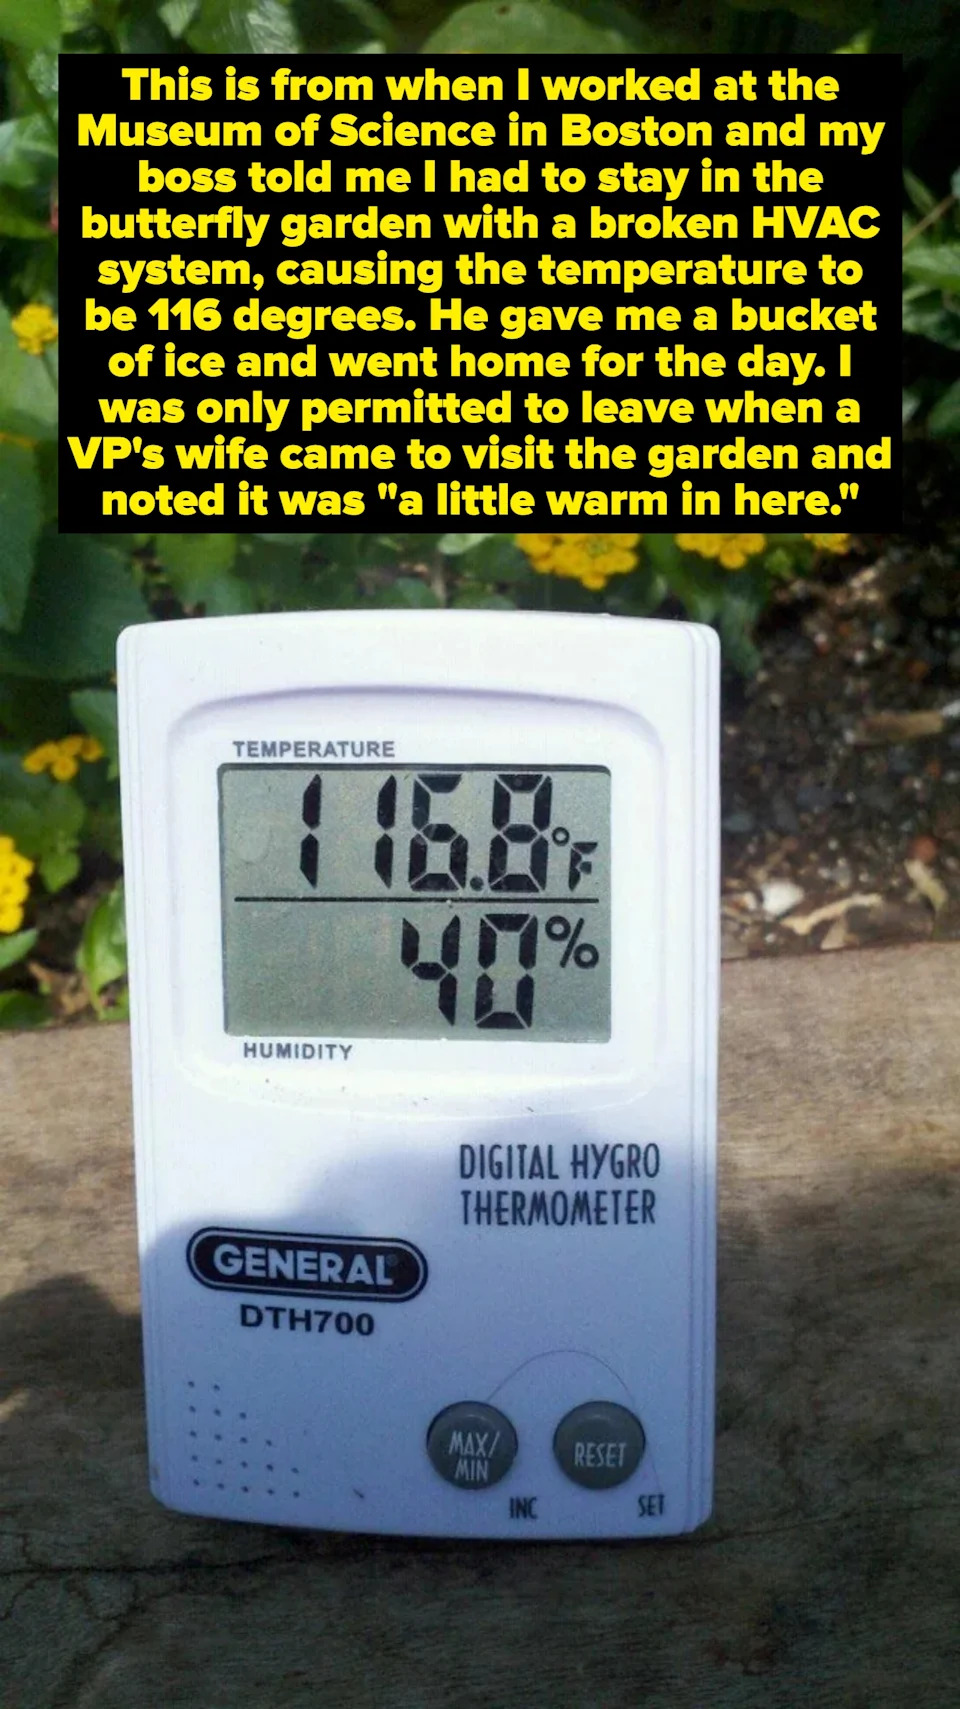 This is from when I worked at the
Museum of Science in Boston and my
boss told me I had to stay in the
butterfly garden with a broken HVAC
system, causing the temperature to
be 116 degrees. He gave me a bucket
of ice and went home for the day. I
was only permitted to leave when a
VP's wife came to visit the garden and
noted it was "a little warm in here."
TEMPERATURE
116.8°F
40%
HUMIDITY
DIGITAL HYGRO
THERMOMETER
GENERAL
DTH700
MAX/
MIN
RESET
INC
SET